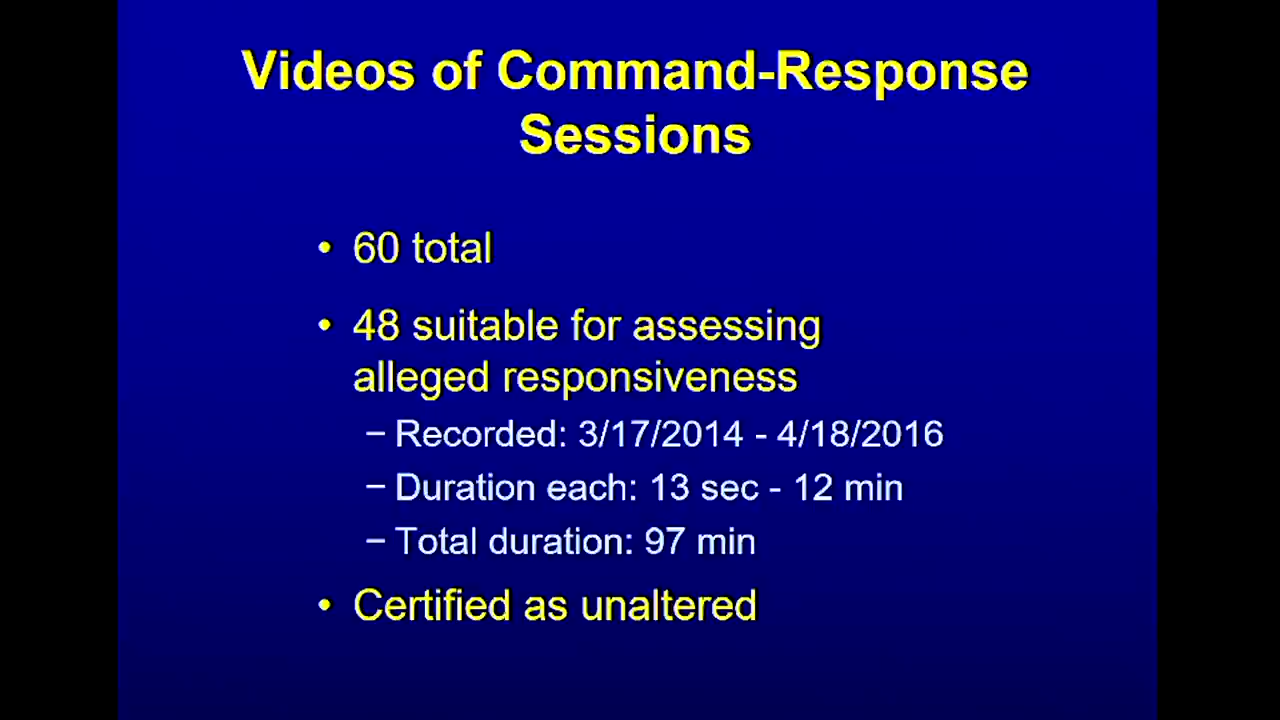 Videos of Command-Response
Sessions
• 60 total
• 48 suitable for assessing
alleged responsiveness
– Recorded: 3/17/2014 - 4/18/2016
– Duration each: 13 sec - 12 min
– Total duration: 97 min
• Certified as unaltered